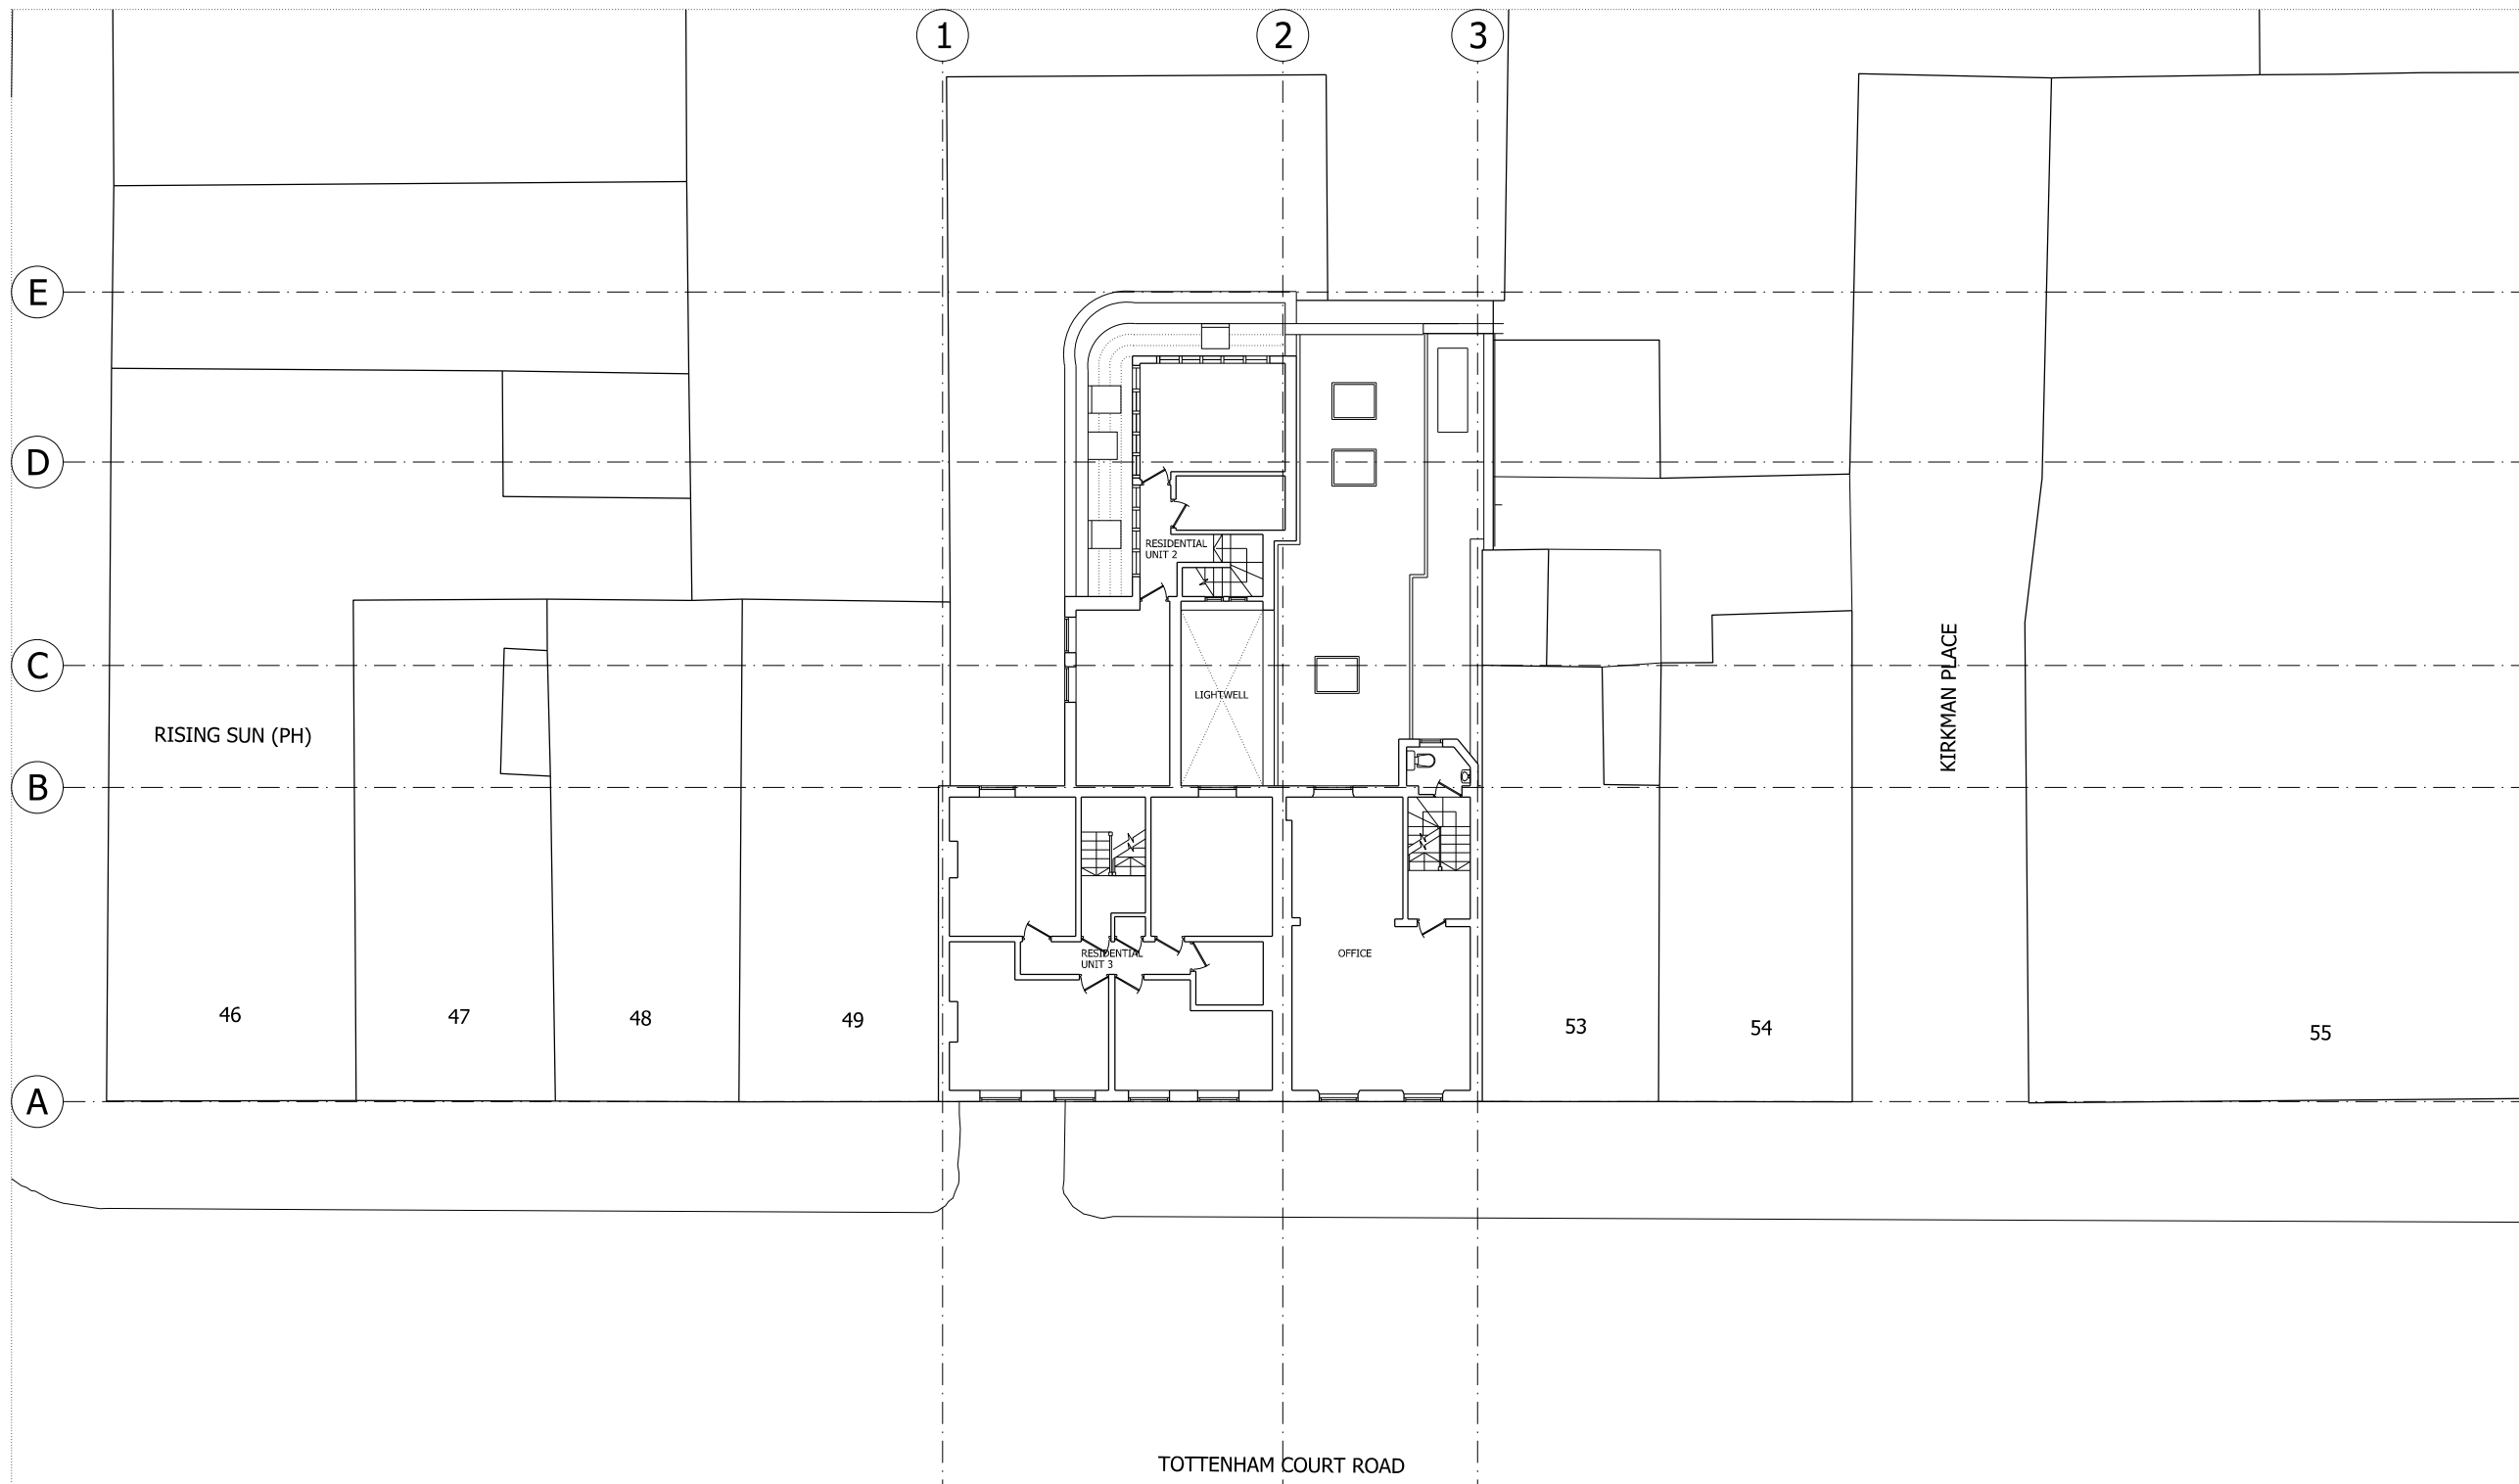 1
2
3
E
D
RESIDENTIAL
UNIT 2
C
LIGHTWELL
KIRKMAN PLACE
RISING SUN (PH)
B
RESIDENTIAL
UNIT 3
OFFICE
46
47
48
49
53
54
55
A
TOTTENHAM COURT ROAD